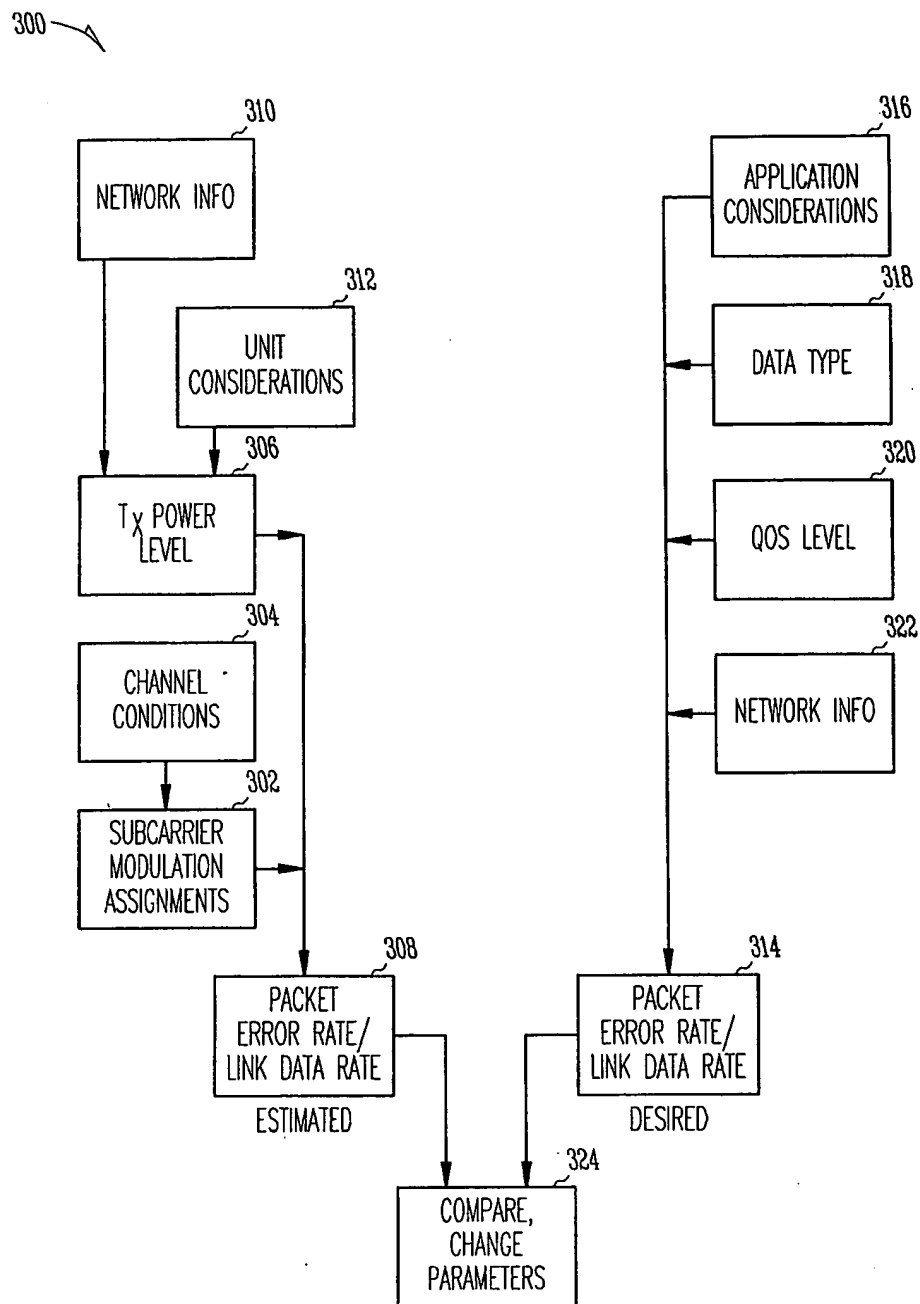 300
310
NETWORK INFO
312
UNIT
CONSIDERATIONS
306
TX POWER
LEVEL
304
CHANNEL
CONDITIONS
302
SUBCARRIER
MODULATION
ASSIGNMENTS
308
PACKET
ERROR RATE/
LINK DATA RATE
ESTIMATED
316
APPLICATION
CONSIDERATIONS
318
DATA TYPE
320
QOS LEVEL
322
NETWORK INFO
314
PACKET
ERROR RATE/
LINK DATA RATE
DESIRED
324
COMPARE,
CHANGE
PARAMETERS